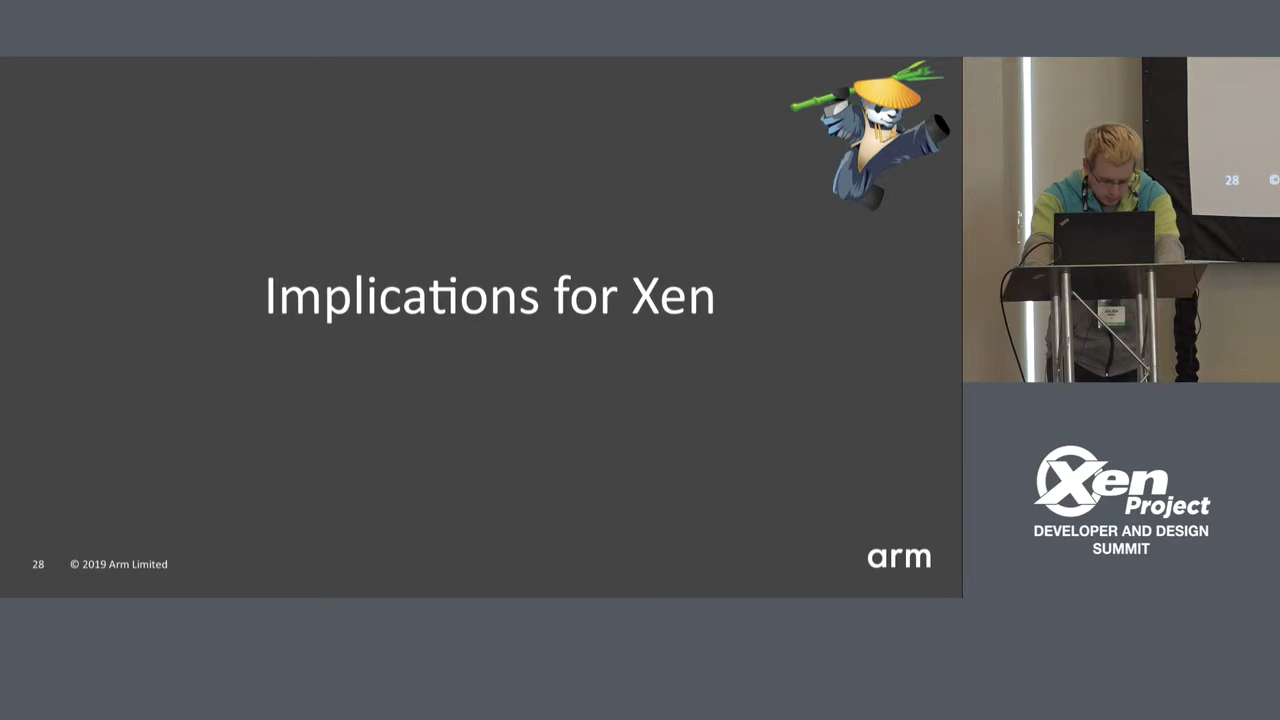 Implications for Xen
28
© 2019 Arm Limited
arm
28
©
Xen
Project
DEVELOPER AND DESIGN
SUMMIT